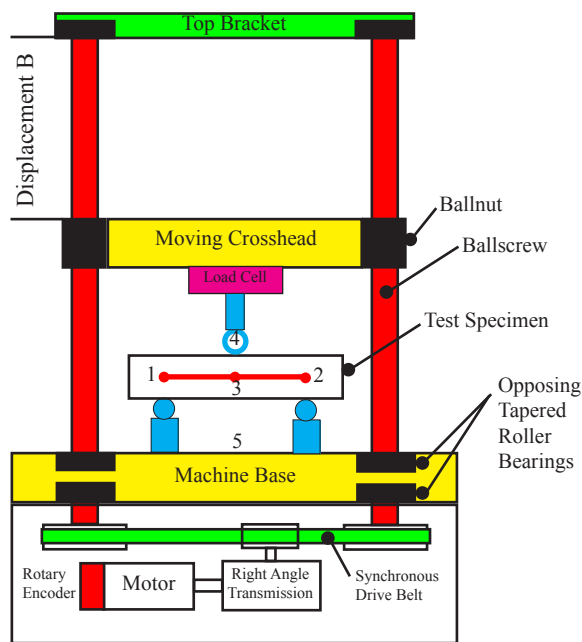 Top Bracket
Displacement B
Ballnut
Moving Crosshead
Ballscrew
Load Cell
Test Specimen
4
1
2
3
Opposing
Tapered
Roller
Bearings
5
Machine Base
Rotary
Encoder
Motor
Right Angle
Transmission
Synchronous
Drive Belt